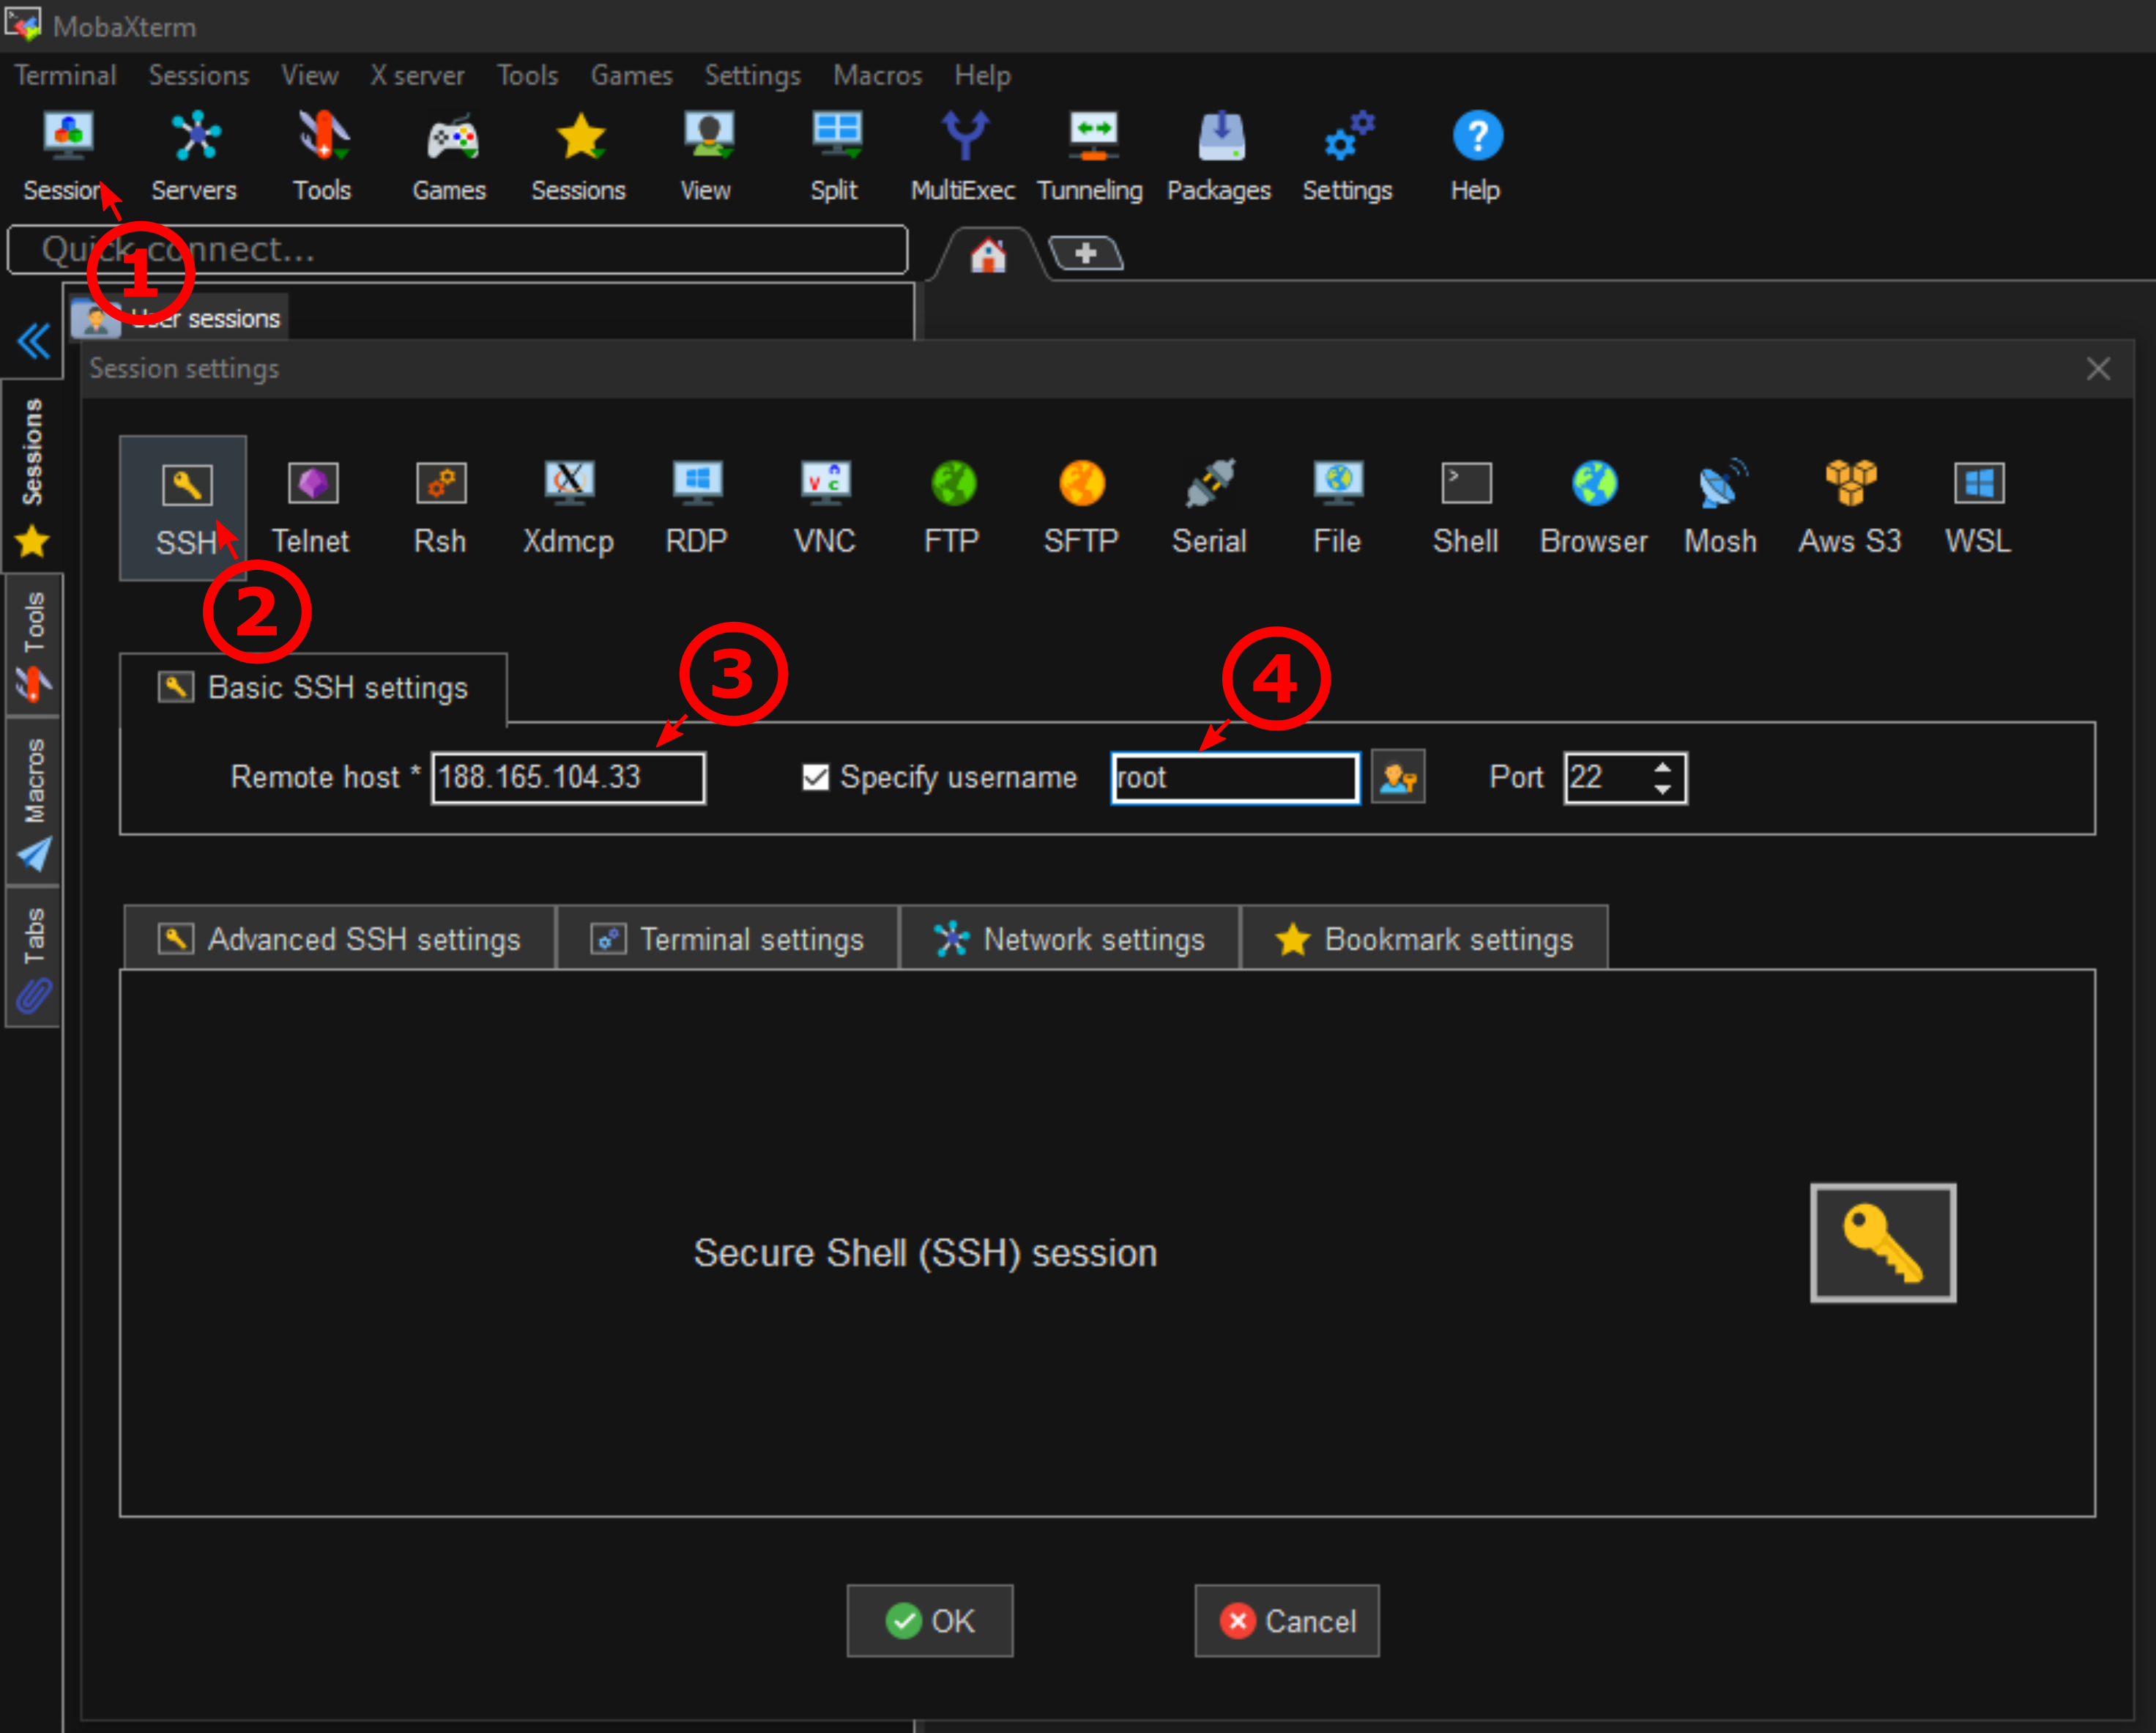 MobaXterm
Terminal Sessions View X server Tools Games Settings Macros Help
Session Servers Tools Games Sessions View Split MultiExec Tunneling Packages Settings Help
Quick connect...
1
User sessions
Session settings
Sessions
Tools
Macros
Tabs
SSH Telnet Rsh Xdmcp RDP VNC FTP SFTP Serial File Shell Browser Mosh Aws S3 WSL
2
3
4
Basic SSH settings
Remote host * 188.165.104.33 Specify username root Port 22
Advanced SSH settings Terminal settings Network settings Bookmark settings
Secure Shell (SSH) session
OK Cancel